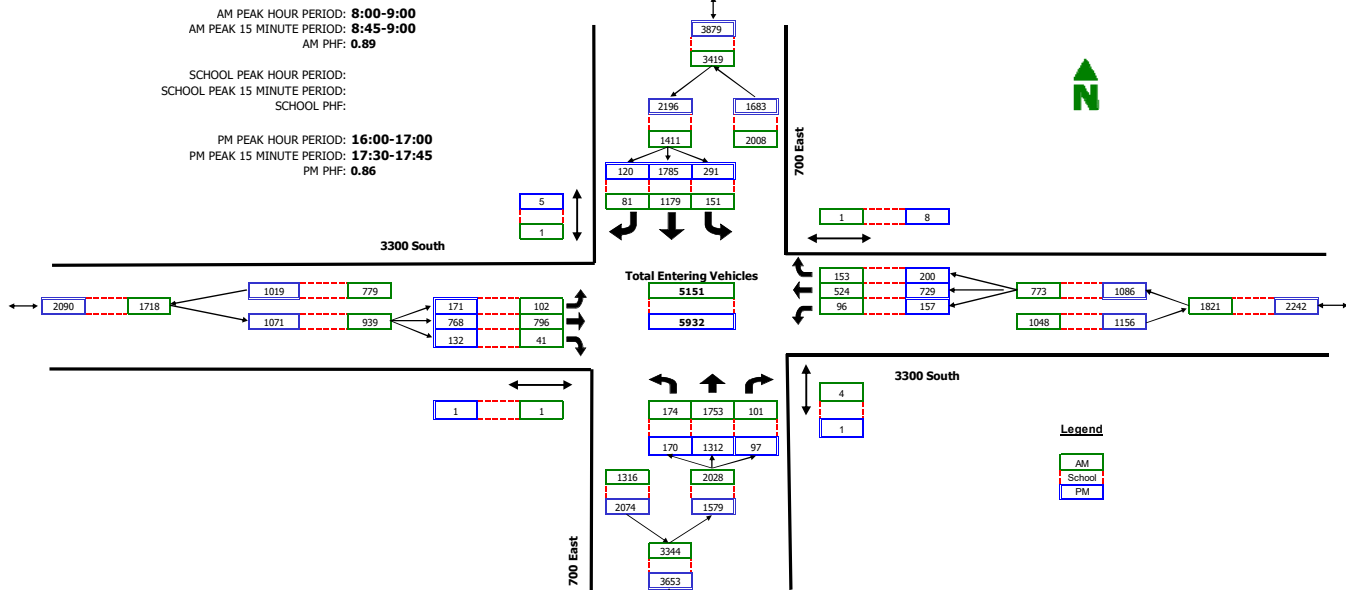 AM PEAK HOUR PERIOD: 8:00-9:00
AM PEAK 15 MINUTE PERIOD: 8:45-9:00
AM PHF: 0.89
SCHOOL PEAK HOUR PERIOD:
SCHOOL PEAK 15 MINUTE PERIOD:
SCHOOL PHF:
PM PEAK HOUR PERIOD: 16:00-17:00
PM PEAK 15 MINUTE PERIOD: 17:30-17:45
PM PHF: 0.86
3879
3419
2196 1683
1411 2008
120 1785 291
81 1179 151
700 East
N
5
1
1 8
3300 South
Total Entering Vehicles
5151
5932
2090 1718
1019 779
1071 939
171 102
768 796
132 41
153 200
524 729
96 157
773 1086
1048 1156
1821 2242
3300 South
1 1
4
1
174 1753 101
170 1312 97
1316 2028
2074 1579
3344
3653
700 East
Legend
AM
School
PM